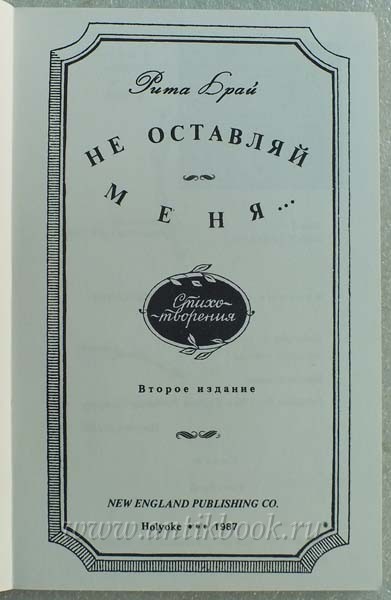 Рита Брай
НЕ ОСТАВЛЯЙ
МЕНЯ...
Стихо-
-творения
Второе издание
NEW ENGLAND PUBLISHING CO.
www.antikbook.ru
Holyoke *** 1987